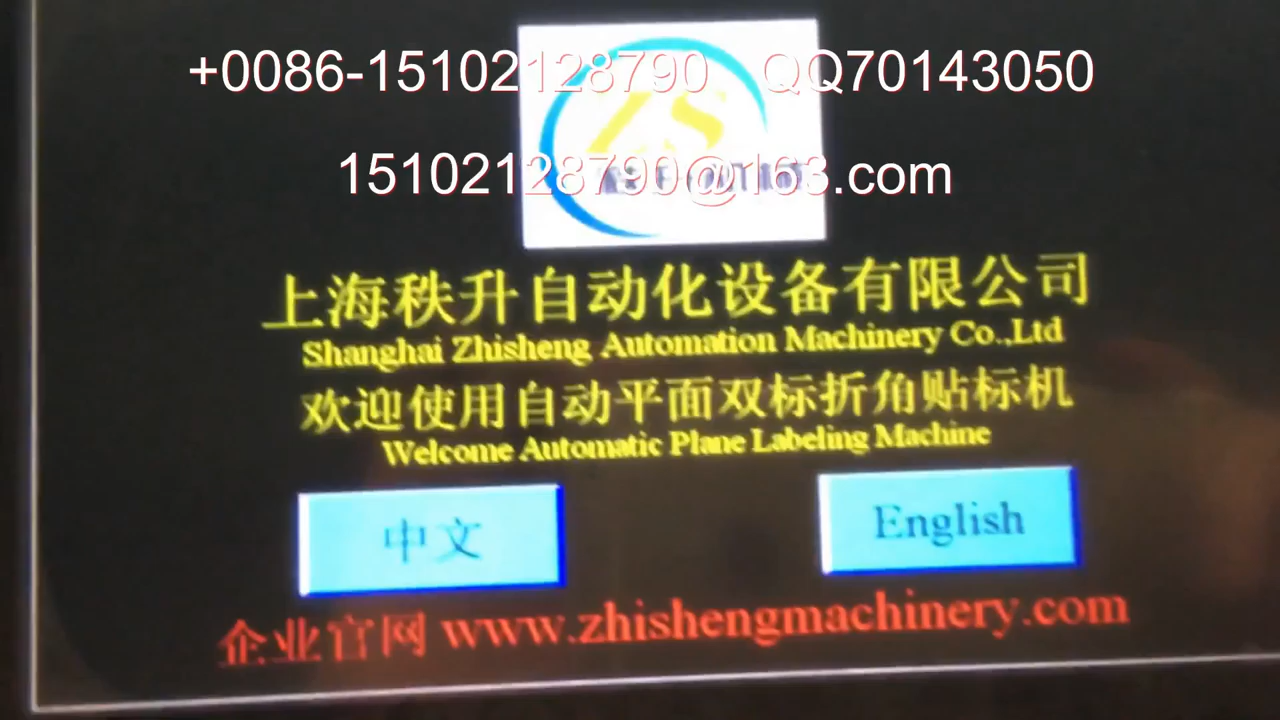 +0086-15102128790 QQ70143050
ZS
15102128790@163.com
上海秩升自动化设备有限公司
Shanghai Zhisheng Automation Machinery Co.,Ltd
欢迎使用自动平面双标折角贴标机
Welcome Automatic Plane Labeling Machine
中文
English
企业官网 www.zhishengmachinery.com